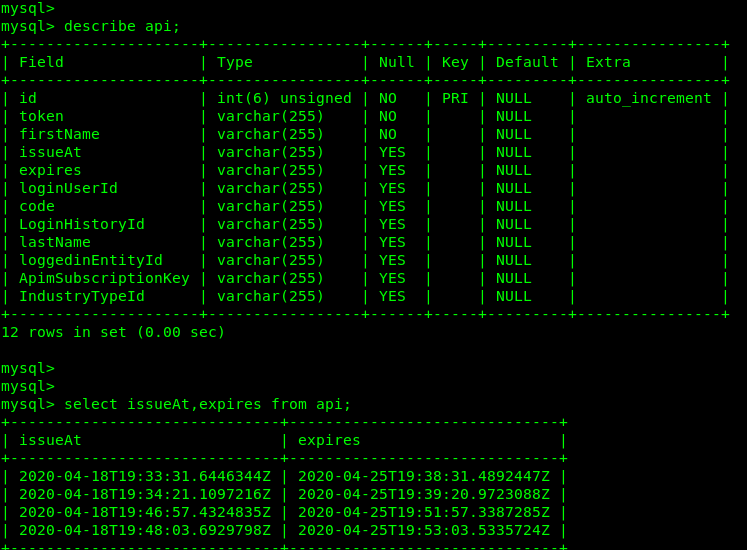 mysql>
mysql> describe api;
+---------------------+------------------+------+-----+---------+----------------+
| Field               | Type             | Null | Key | Default | Extra          |
+---------------------+------------------+------+-----+---------+----------------+
| id                  | int(6) unsigned  | NO   | PRI | NULL    | auto_increment |
| token               | varchar(255)     | NO   |     | NULL    |                |
| firstName           | varchar(255)     | NO   |     | NULL    |                |
| issueAt             | varchar(255)     | YES  |     | NULL    |                |
| expires             | varchar(255)     | YES  |     | NULL    |                |
| loginUserId         | varchar(255)     | YES  |     | NULL    |                |
| code                | varchar(255)     | YES  |     | NULL    |                |
| LoginHistoryId      | varchar(255)     | YES  |     | NULL    |                |
| lastName            | varchar(255)     | YES  |     | NULL    |                |
| loggedinEntityId    | varchar(255)     | YES  |     | NULL    |                |
| ApimSubscriptionKey | varchar(255)     | YES  |     | NULL    |                |
| IndustryTypeId      | varchar(255)     | YES  |     | NULL    |                |
+---------------------+------------------+------+-----+---------+----------------+
12 rows in set (0.00 sec)

mysql>
mysql>
mysql> select issueAt,expires from api;
+------------------------------+------------------------------+
| issueAt                      | expires                      |
+------------------------------+------------------------------+
| 2020-04-18T19:33:31.6446344Z | 2020-04-25T19:38:31.4892447Z |
| 2020-04-18T19:34:21.1097216Z | 2020-04-25T19:39:20.9723088Z |
| 2020-04-18T19:46:57.4324835Z | 2020-04-25T19:51:57.3387285Z |
| 2020-04-18T19:48:03.6929798Z | 2020-04-25T19:53:03.5335724Z |
+------------------------------+------------------------------+